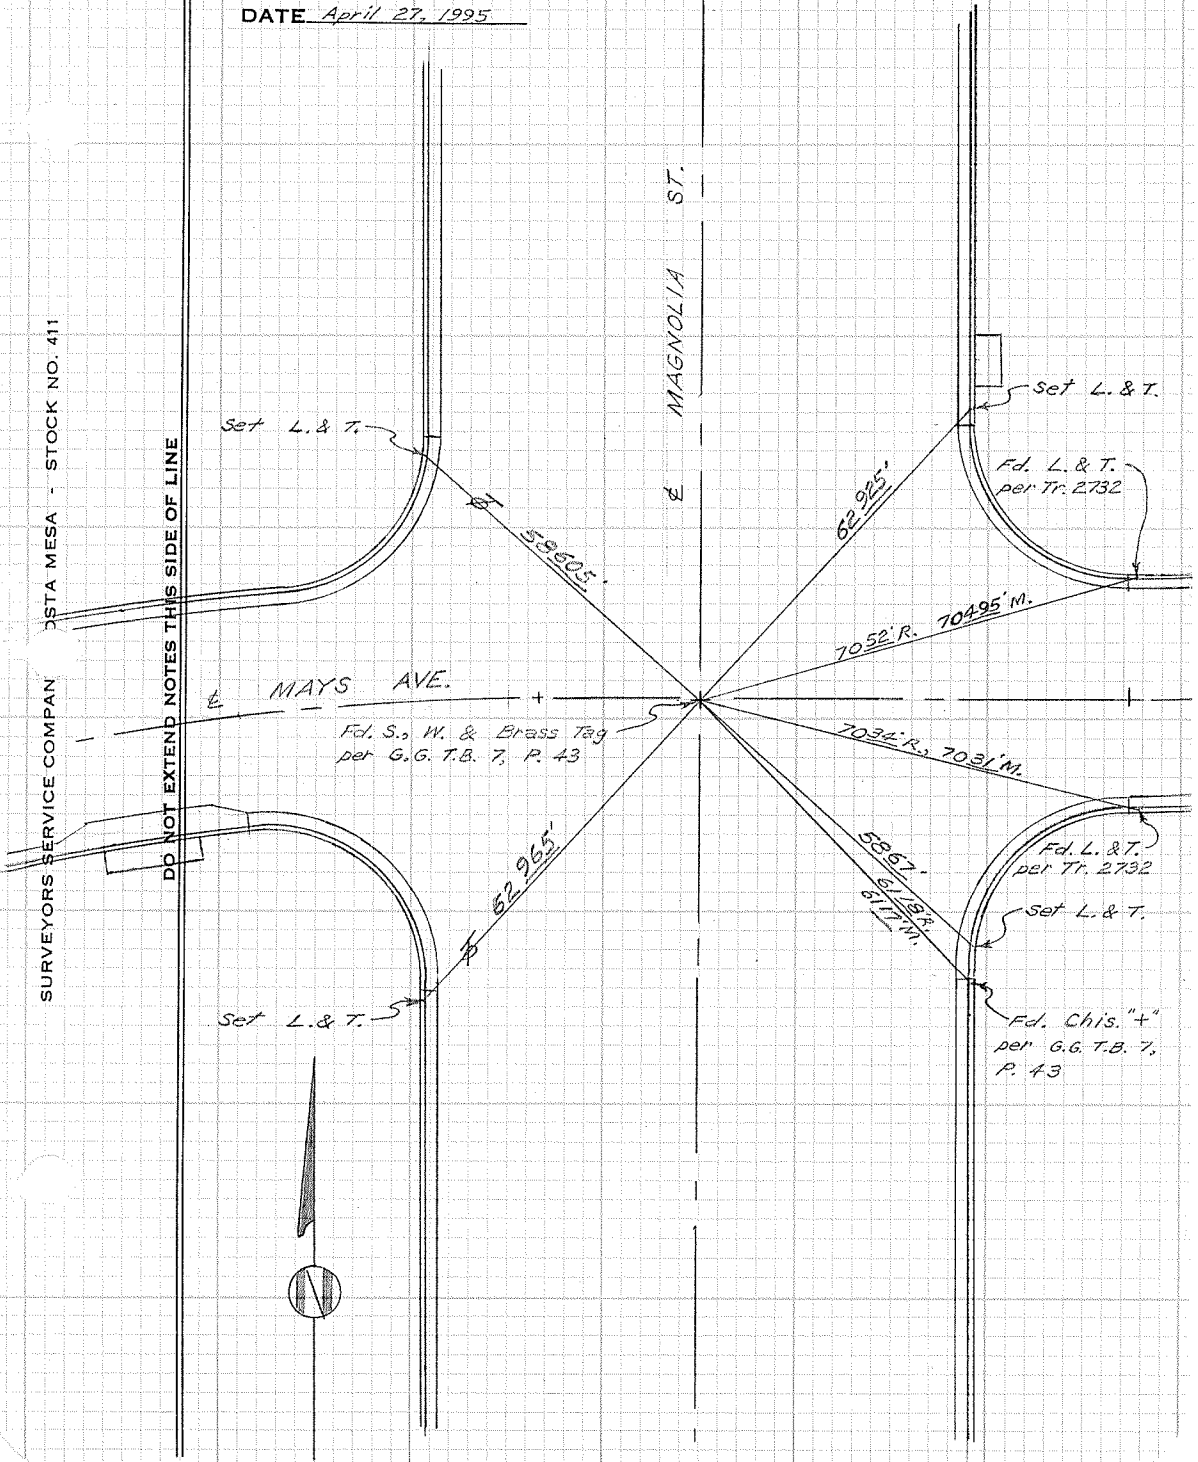 DATE April 27, 1995
SURVEYORS SERVICE COMPAN OSTA MESA - STOCK NO. 411
DO NOT EXTEND NOTES THIS SIDE OF LINE
℄ MAGNOLIA ST.
Set L. & T.
Set L. & T.
Fd. L. & T.
per Tr. 2732
62 925'
58 605'
70 52' R. 70 495' M.
℄ MAYS AVE.
Fd. S., W. & Brass Tag
per G.G. T.B. 7, P. 43
70 34' R., 70 31' M.
62 965'
58 67'
61 18' R.
61 17' M.
Fd. L. & T.
per Tr. 2732
Set L. & T.
Set L. & T.
Fd. Chis. "+"
per G.G. T.B. 7,
P. 43
N